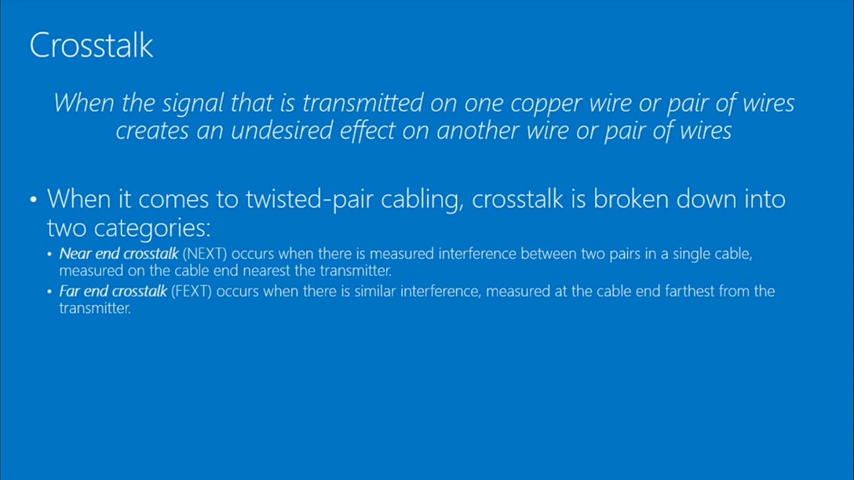 Crosstalk
When the signal that is transmitted on one copper wire or pair of wires
creates an undesired effect on another wire or pair of wires
• When it comes to twisted-pair cabling, crosstalk is broken down into
two categories:
• Near end crosstalk (NEXT) occurs when there is measured interference between two pairs in a single cable,
measured on the cable end nearest the transmitter.
• Far end crosstalk (FEXT) occurs when there is similar interference, measured at the cable end farthest from the
transmitter.